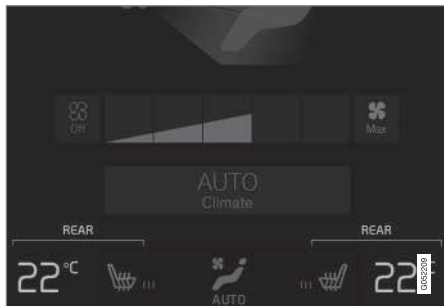 Off
Max
AUTO
Climate
REAR REAR
22°C 22°C
AUTO
G052209